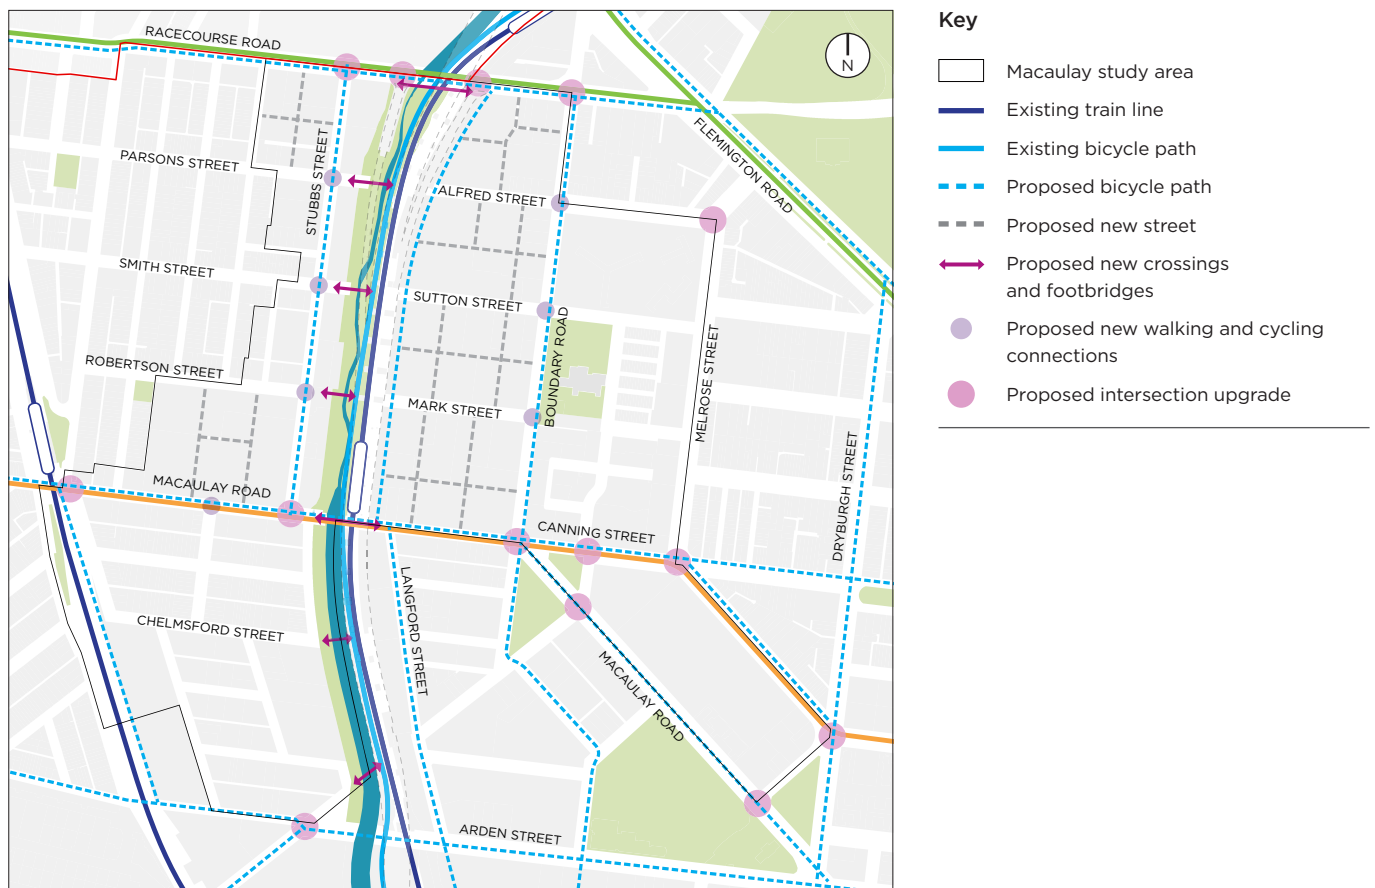 RACECOURSE ROAD
N
PARSONS STREET
STUBBS STREET
ALFRED STREET
FLEMINGTON ROAD
SMITH STREET
SUTTON STREET
BOUNDARY ROAD
MELROSE STREET
ROBERTSON STREET
MARK STREET
MACAULAY ROAD
CANNING STREET
DRYBURGH STREET
LANGFORD STREET
CHELMSFORD STREET
MACAULAY ROAD
ARDEN STREET
Key
Macaulay study area
Existing train line
Existing bicycle path
Proposed bicycle path
Proposed new street
Proposed new crossings
and footbridges
Proposed new walking and cycling
connections
Proposed intersection upgrade